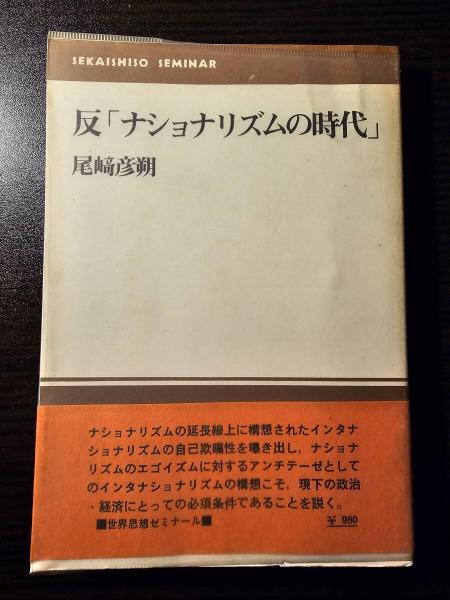 SEKAISHISO SEMINAR
反「ナショナリズムの時代」
尾﨑彦朔
ナショナリズムの延長線上に構想されたインタナ
ショナリズムの自己欺瞞性を曝き出し，ナショナ
リズムのエゴイズムに対するアンチテーゼとして
のインタナショナリズムの構想こそ，現下の政治
・経済にとっての必須条件であることを説く。
■世界思想ゼミナール■ ¥ 980